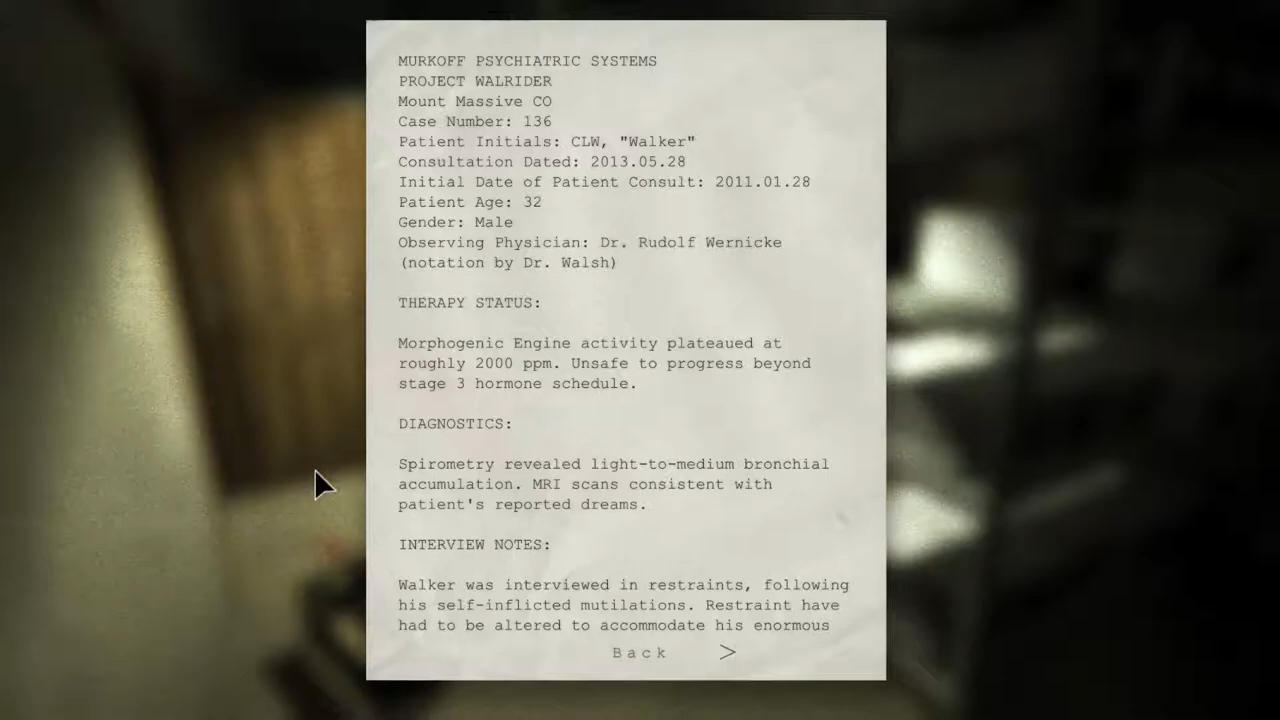 MURKOFF PSYCHIATRIC SYSTEMS
PROJECT WALRIDER
Mount Massive CO
Case Number: 136
Patient Initials: CLW, "Walker"
Consultation Dated: 2013.05.28
Initial Date of Patient Consult: 2011.01.28
Patient Age: 32
Gender: Male
Observing Physician: Dr. Rudolf Wernicke
(notation by Dr. Walsh)
THERAPY STATUS:
Morphogenic Engine activity plateaued at
roughly 2000 ppm. Unsafe to progress beyond
stage 3 hormone schedule.
DIAGNOSTICS:
Spirometry revealed light-to-medium bronchial
accumulation. MRI scans consistent with
patient's reported dreams.
INTERVIEW NOTES:
Walker was interviewed in restraints, following
his self-inflicted mutilations. Restraint have
had to be altered to accommodate his enormous
Back >